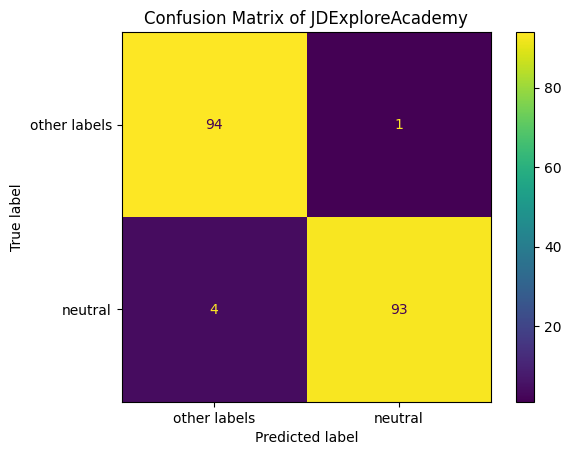 Confusion Matrix of JDExploreAcademy
True label
other labels
94
1
neutral
4
93
other labels
neutral
Predicted label
80
60
40
20